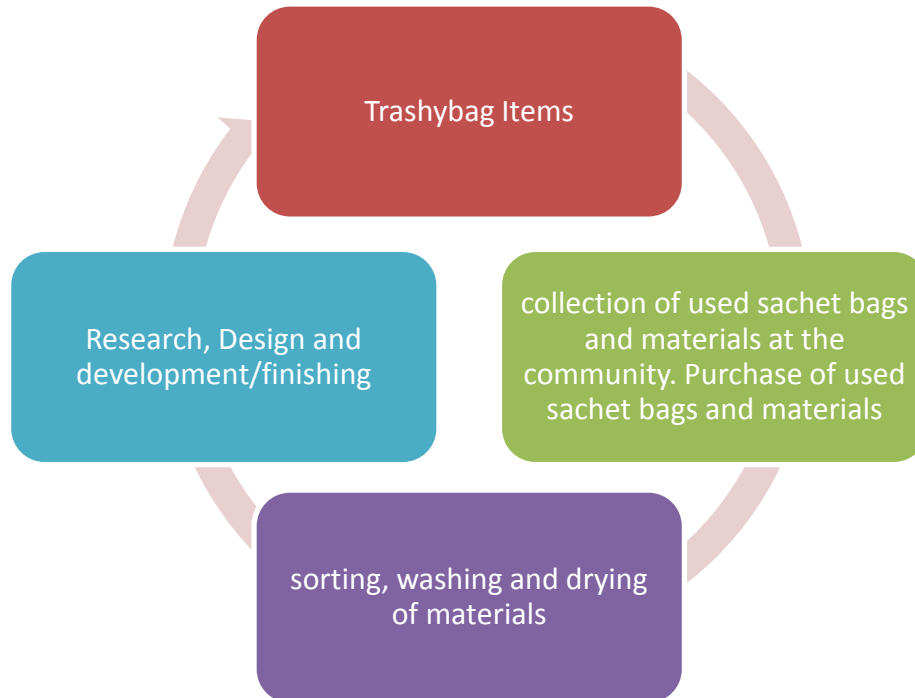 Trashybag Items
collection of used sachet bags
and materials at the
community. Purchase of used
sachet bags and materials
sorting, washing and drying
of materials
Research, Design and
development/finishing